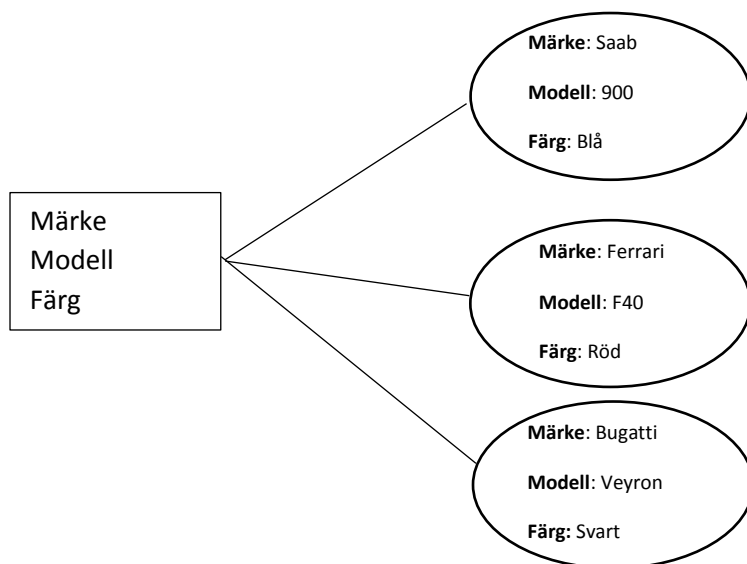 Märke
Modell
Färg
Märke: Saab
Modell: 900
Färg: Blå
Märke: Ferrari
Modell: F40
Färg: Röd
Märke: Bugatti
Modell: Veyron
Färg: Svart